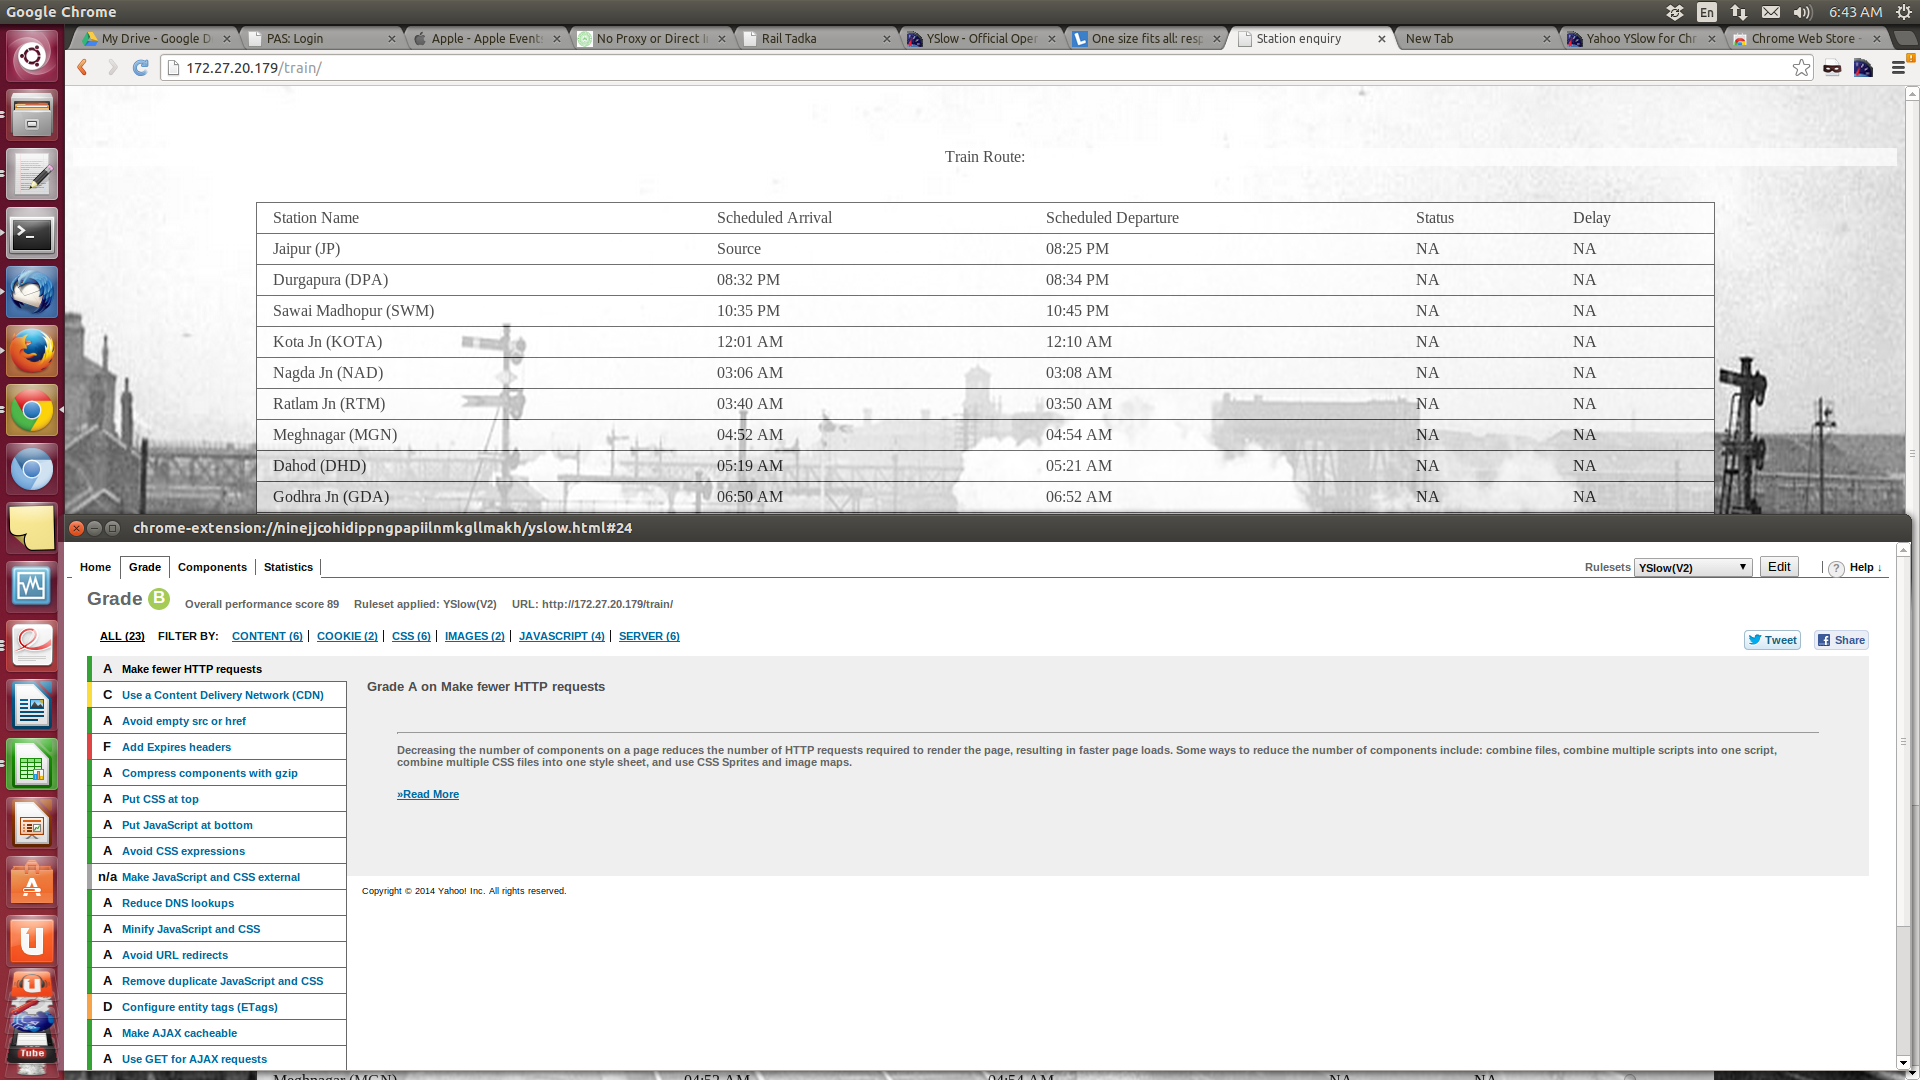 Google Chrome
En
6:43 AM
My Drive - Google D
PAS: Login
Apple - Apple Events
No Proxy or Direct I
Rail Tadka
YSlow - Official Oper
One size fits all: resp
Station enquiry
New Tab
Yahoo YSlow for Chr
Chrome Web Store -
172.27.20.179/train/
Train Route:
Station Name Scheduled Arrival Scheduled Departure Status Delay
Jaipur (JP) Source 08:25 PM NA NA
Durgapura (DPA) 08:32 PM 08:34 PM NA NA
Sawai Madhopur (SWM) 10:35 PM 10:45 PM NA NA
Kota Jn (KOTA) 12:01 AM 12:10 AM NA NA
Nagda Jn (NAD) 03:06 AM 03:08 AM NA NA
Ratlam Jn (RTM) 03:40 AM 03:50 AM NA NA
Meghnagar (MGN) 04:52 AM 04:54 AM NA NA
Dahod (DHD) 05:19 AM 05:21 AM NA NA
Godhra Jn (GDA) 06:50 AM 06:52 AM NA NA
chrome-extension://ninejjcohidippngpapiilnmkgllmakh/yslow.html#24
Home Grade Components Statistics
Rulesets YSlow(V2) Edit ? Help ↓
Grade B Overall performance score 89 Ruleset applied: YSlow(V2) URL: http://172.27.20.179/train/
ALL (23) FILTER BY: CONTENT (6) | COOKIE (2) | CSS (6) | IMAGES (2) | JAVASCRIPT (4) | SERVER (6)
Tweet Share
A Make fewer HTTP requests
C Use a Content Delivery Network (CDN)
A Avoid empty src or href
F Add Expires headers
A Compress components with gzip
A Put CSS at top
A Put JavaScript at bottom
A Avoid CSS expressions
n/a Make JavaScript and CSS external
A Reduce DNS lookups
A Minify JavaScript and CSS
A Avoid URL redirects
A Remove duplicate JavaScript and CSS
D Configure entity tags (ETags)
A Make AJAX cacheable
A Use GET for AJAX requests
Grade A on Make fewer HTTP requests
Decreasing the number of components on a page reduces the number of HTTP requests required to render the page, resulting in faster page loads. Some ways to reduce the number of components include: combine files, combine multiple scripts into one script,
combine multiple CSS files into one style sheet, and use CSS Sprites and image maps.
»Read More
Copyright © 2014 Yahoo! Inc. All rights reserved.
Tube
Meghnagar (MGN) 04:52 AM 04:54 AM NA NA